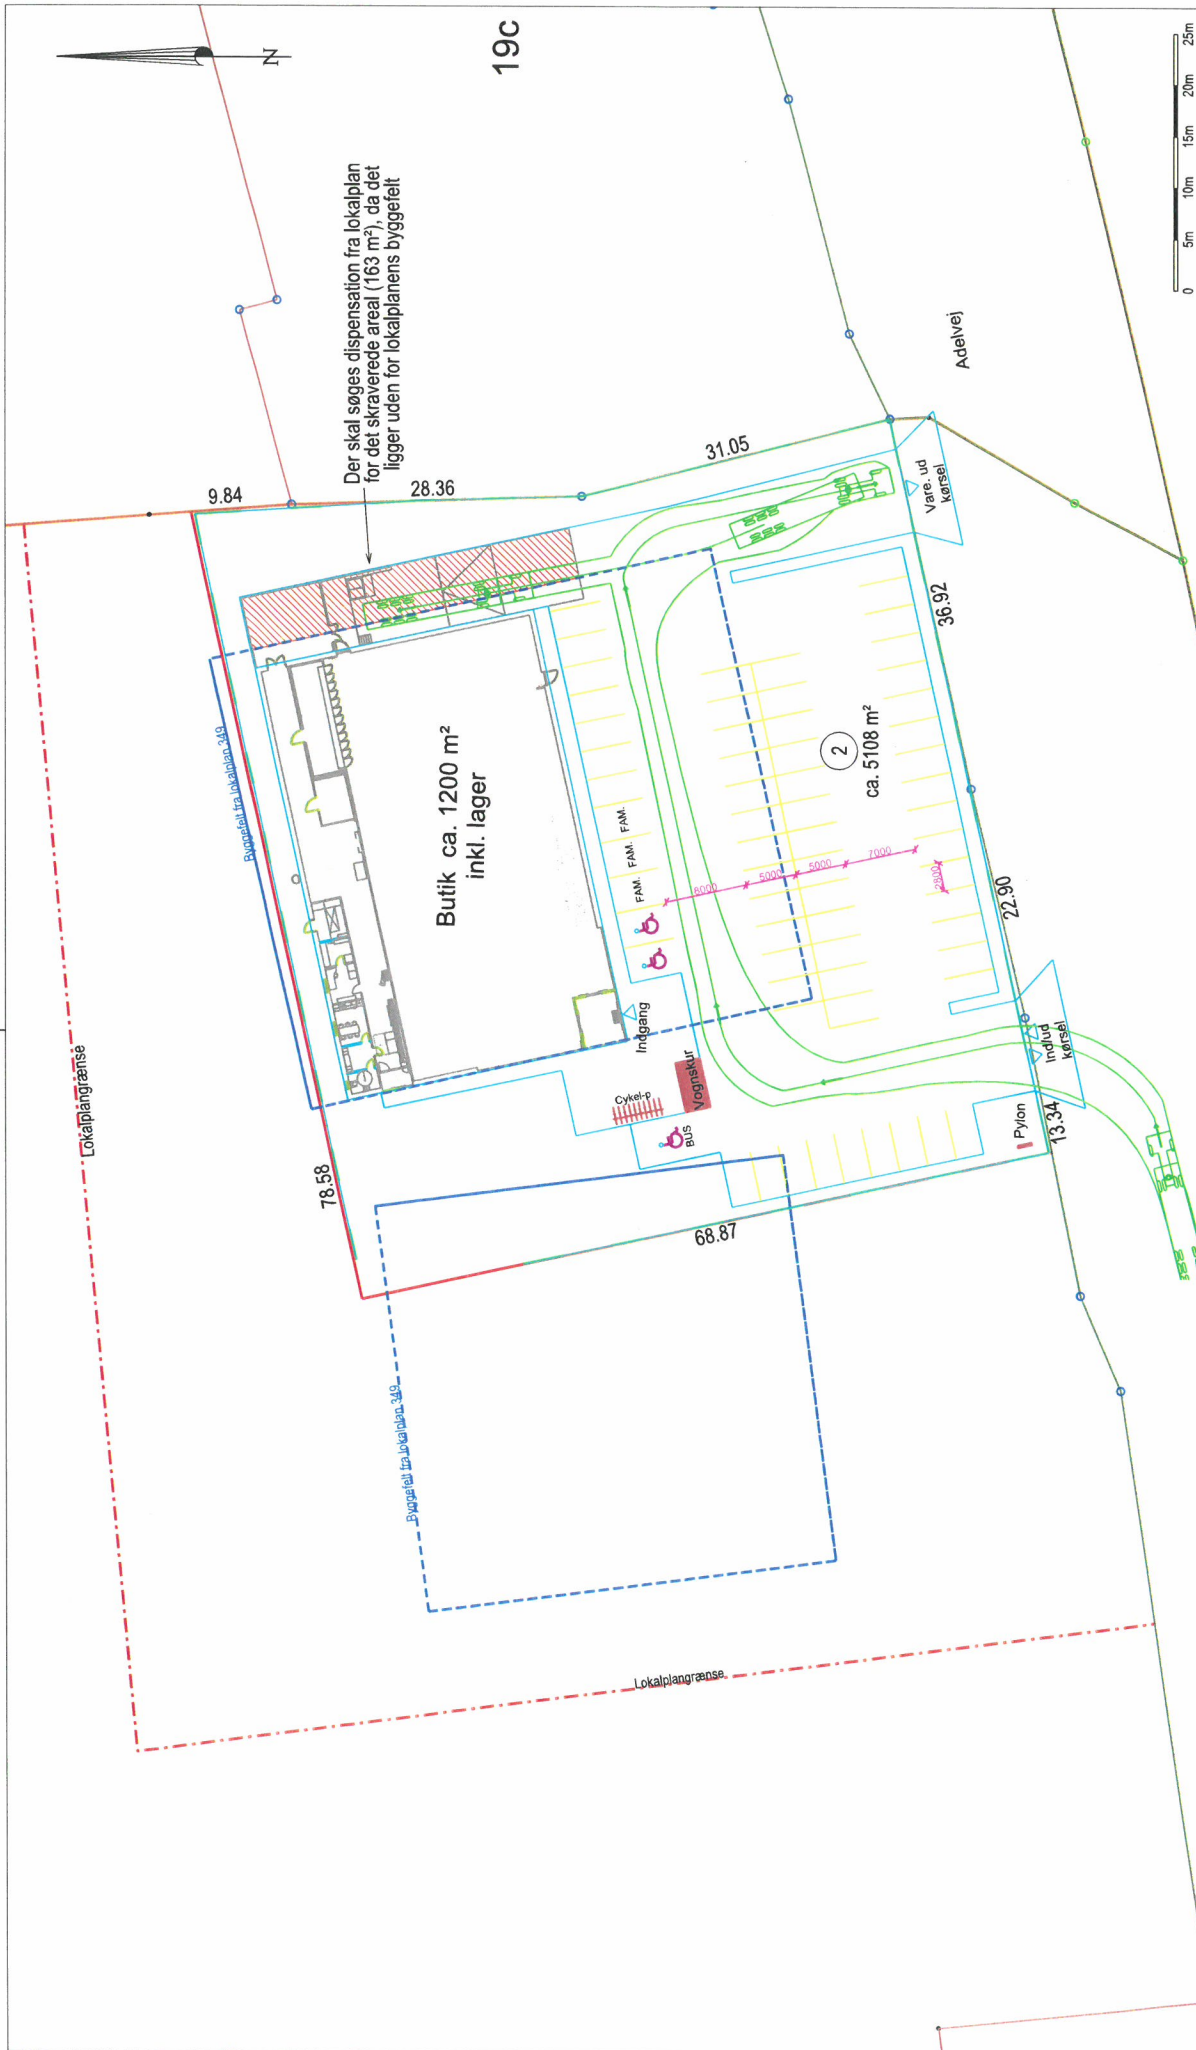 Lokalplangrænse
Byggefelt fra lokalplan 349
78.58
9.84
28.36
31.05
Der skal søges dispensation fra lokalplan
for det skraverede areal (163 m²), da det
ligger uden for lokalplanens byggefelt
19c
N
Butik ca. 1200 m²
inkl. lager
Indgang
Cykel-p
Vognskur
BUS
FAM.
FAM.
FAM.
8000
5000
5000
7000
2800
2
ca. 5108 m²
Vare. ud
kørsel
36.92
22.90
Ind/ud
kørsel
Pylon
13.34
68.87
Adelvej
Byggefelt fra lokalplan 349
Lokalplangrænse
0
5m
10m
15m
20m
25m